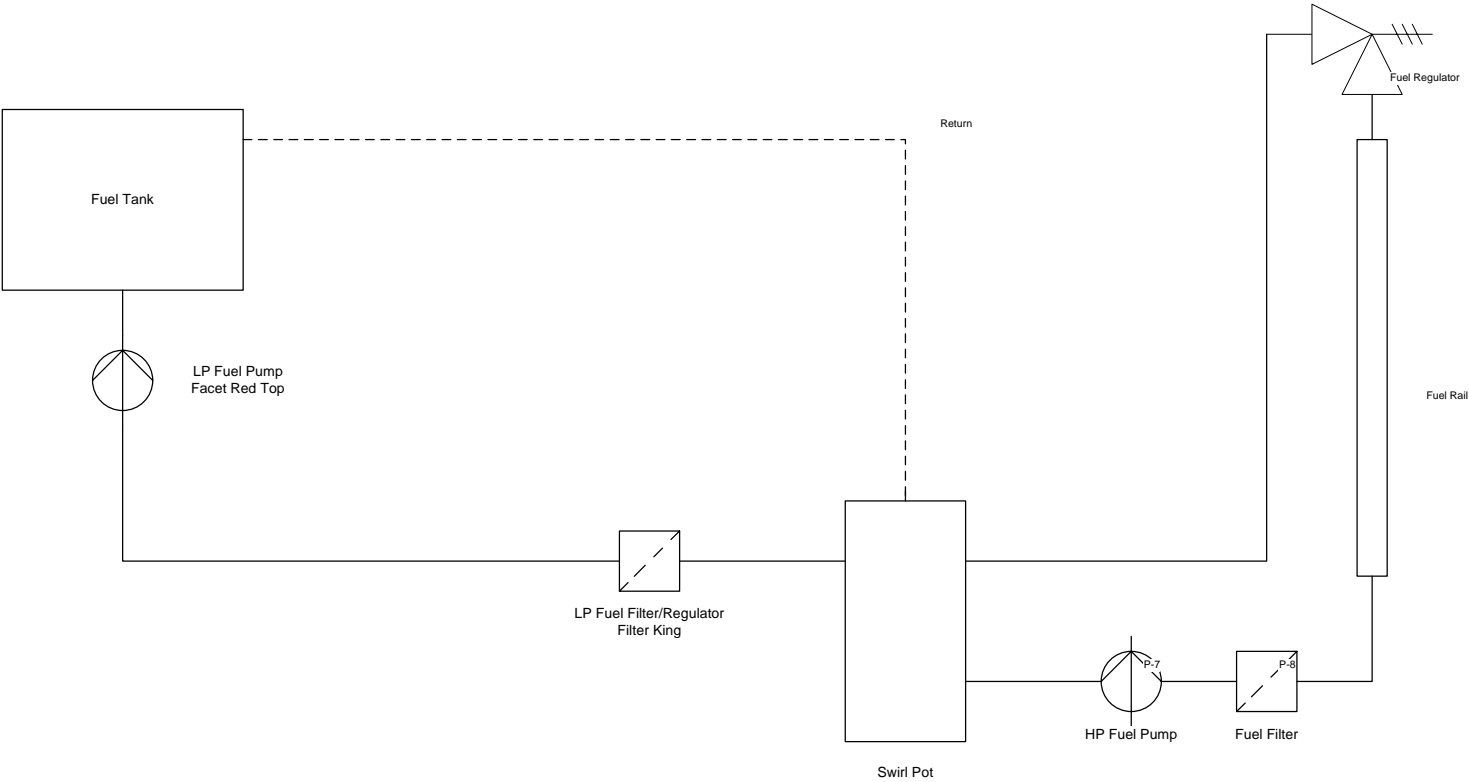 Fuel Regulator
Return
Fuel Tank
LP Fuel Pump
Facet Red Top
Fuel Rail
LP Fuel Filter/Regulator
Filter King
P-7
P-8
HP Fuel Pump
Fuel Filter
Swirl Pot